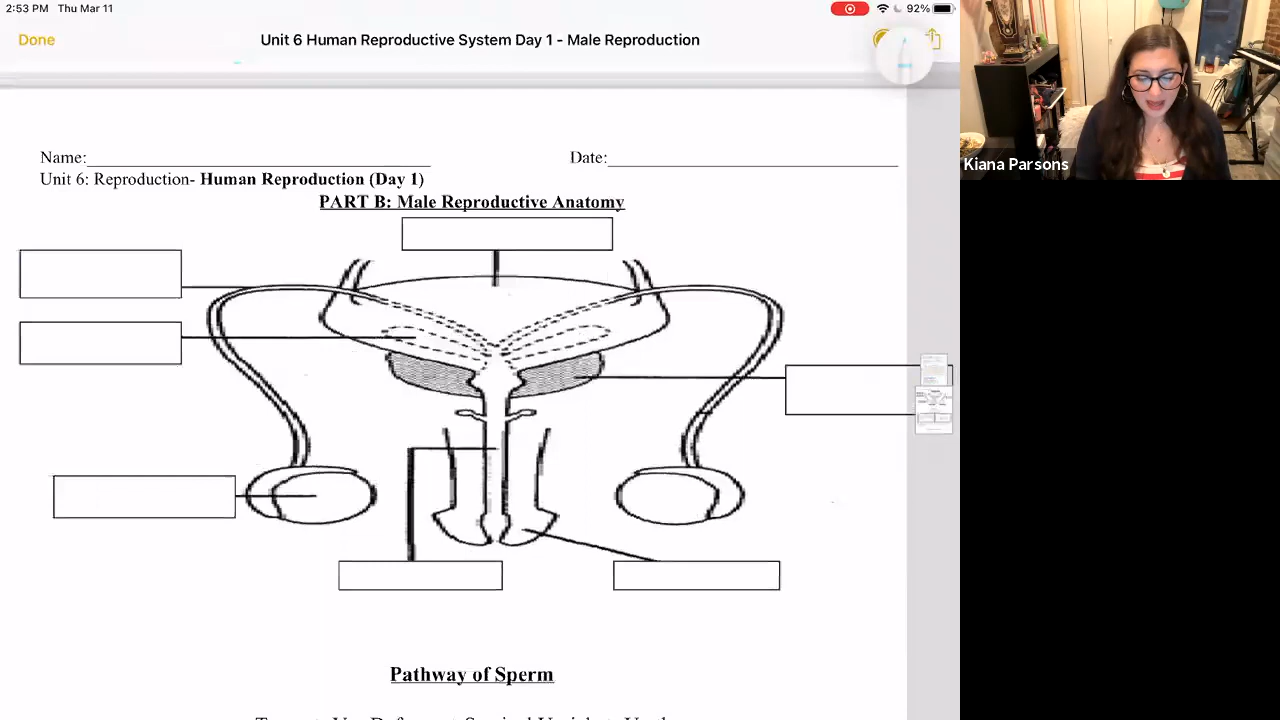 2:53 PM Thu Mar 11
92%
Done
Unit 6 Human Reproductive System Day 1 - Male Reproduction
Kiana Parsons
Name:
Date:
Unit 6: Reproduction- Human Reproduction (Day 1)
PART B: Male Reproductive Anatomy
Pathway of Sperm